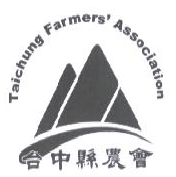 Taichung Farmers' Association
台中縣農會